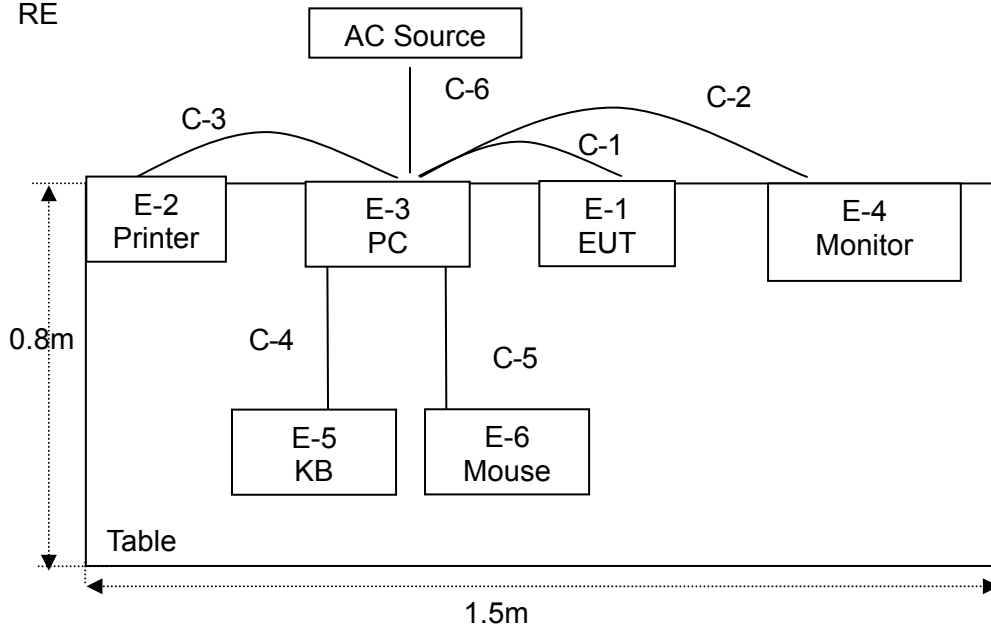 RE
AC Source
C-6
C-2
C-3
C-1
E-2
Printer
E-3
PC
E-1
EUT
E-4
Monitor
0.8m
C-4
C-5
E-5
KB
E-6
Mouse
Table
1.5m